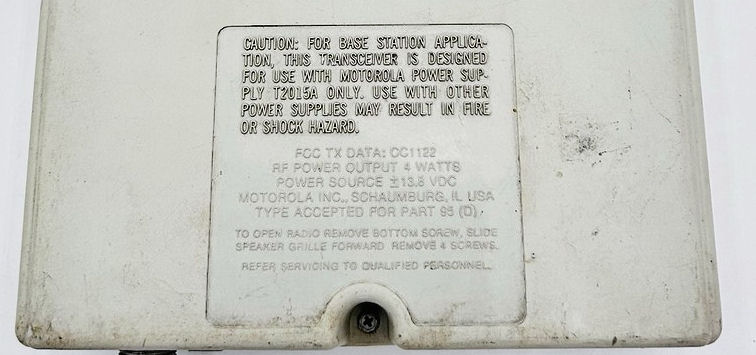 CAUTION: FOR BASE STATION APPLICA-
TION, THIS TRANSCEIVER IS DESIGNED
FOR USE WITH MOTOROLA POWER SUP-
PLY T2015A ONLY. USE WITH OTHER
POWER SUPPLIES MAY RESULT IN FIRE
OR SHOCK HAZARD.
FCC TX DATA: CC1122
RF POWER OUTPUT 4 WATTS
POWER SOURCE ±13.8 VDC
MOTOROLA INC., SCHAUMBURG, IL USA
TYPE ACCEPTED FOR PART 95 (D)
TO OPEN RADIO REMOVE BOTTOM SCREW, SLIDE
SPEAKER GRILLE FORWARD REMOVE 4 SCREWS.
REFER SERVICING TO QUALIFIED PERSONNEL.